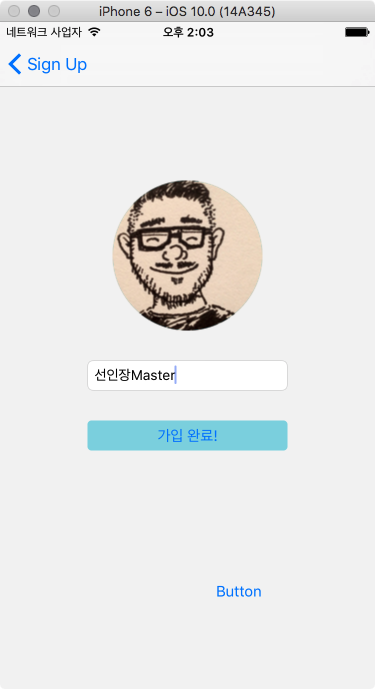 iPhone 6 – iOS 10.0 (14A345)
네트워크 사업자 오후 2:03
Sign Up
선인장Master
가입 완료!
Button